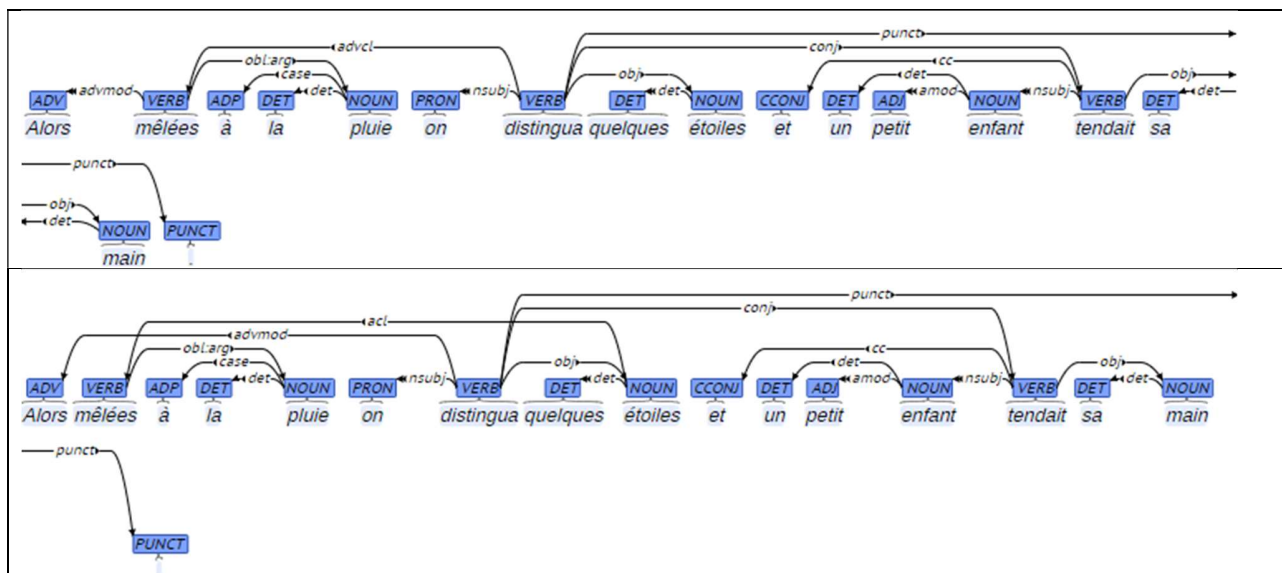 punct
conj
advcl cc
obl:arg det
case obj amod obj
advmod det nsubj det nsubj det
ADV VERB ADP DET NOUN PRON VERB DET NOUN CCONJ DET ADJ NOUN VERB DET
Alors mêlées à la pluie on distingua quelques étoiles et un petit enfant tendait sa
punct
obj
det
NOUN PUNCT
main .
punct
conj
acl
advmod
obl:arg cc
case obj det obj
det nsubj det amod nsubj det
ADV VERB ADP DET NOUN PRON VERB DET NOUN CCONJ DET ADJ NOUN VERB DET NOUN
Alors mêlées à la pluie on distingua quelques étoiles et un petit enfant tendait sa main
punct
PUNCT